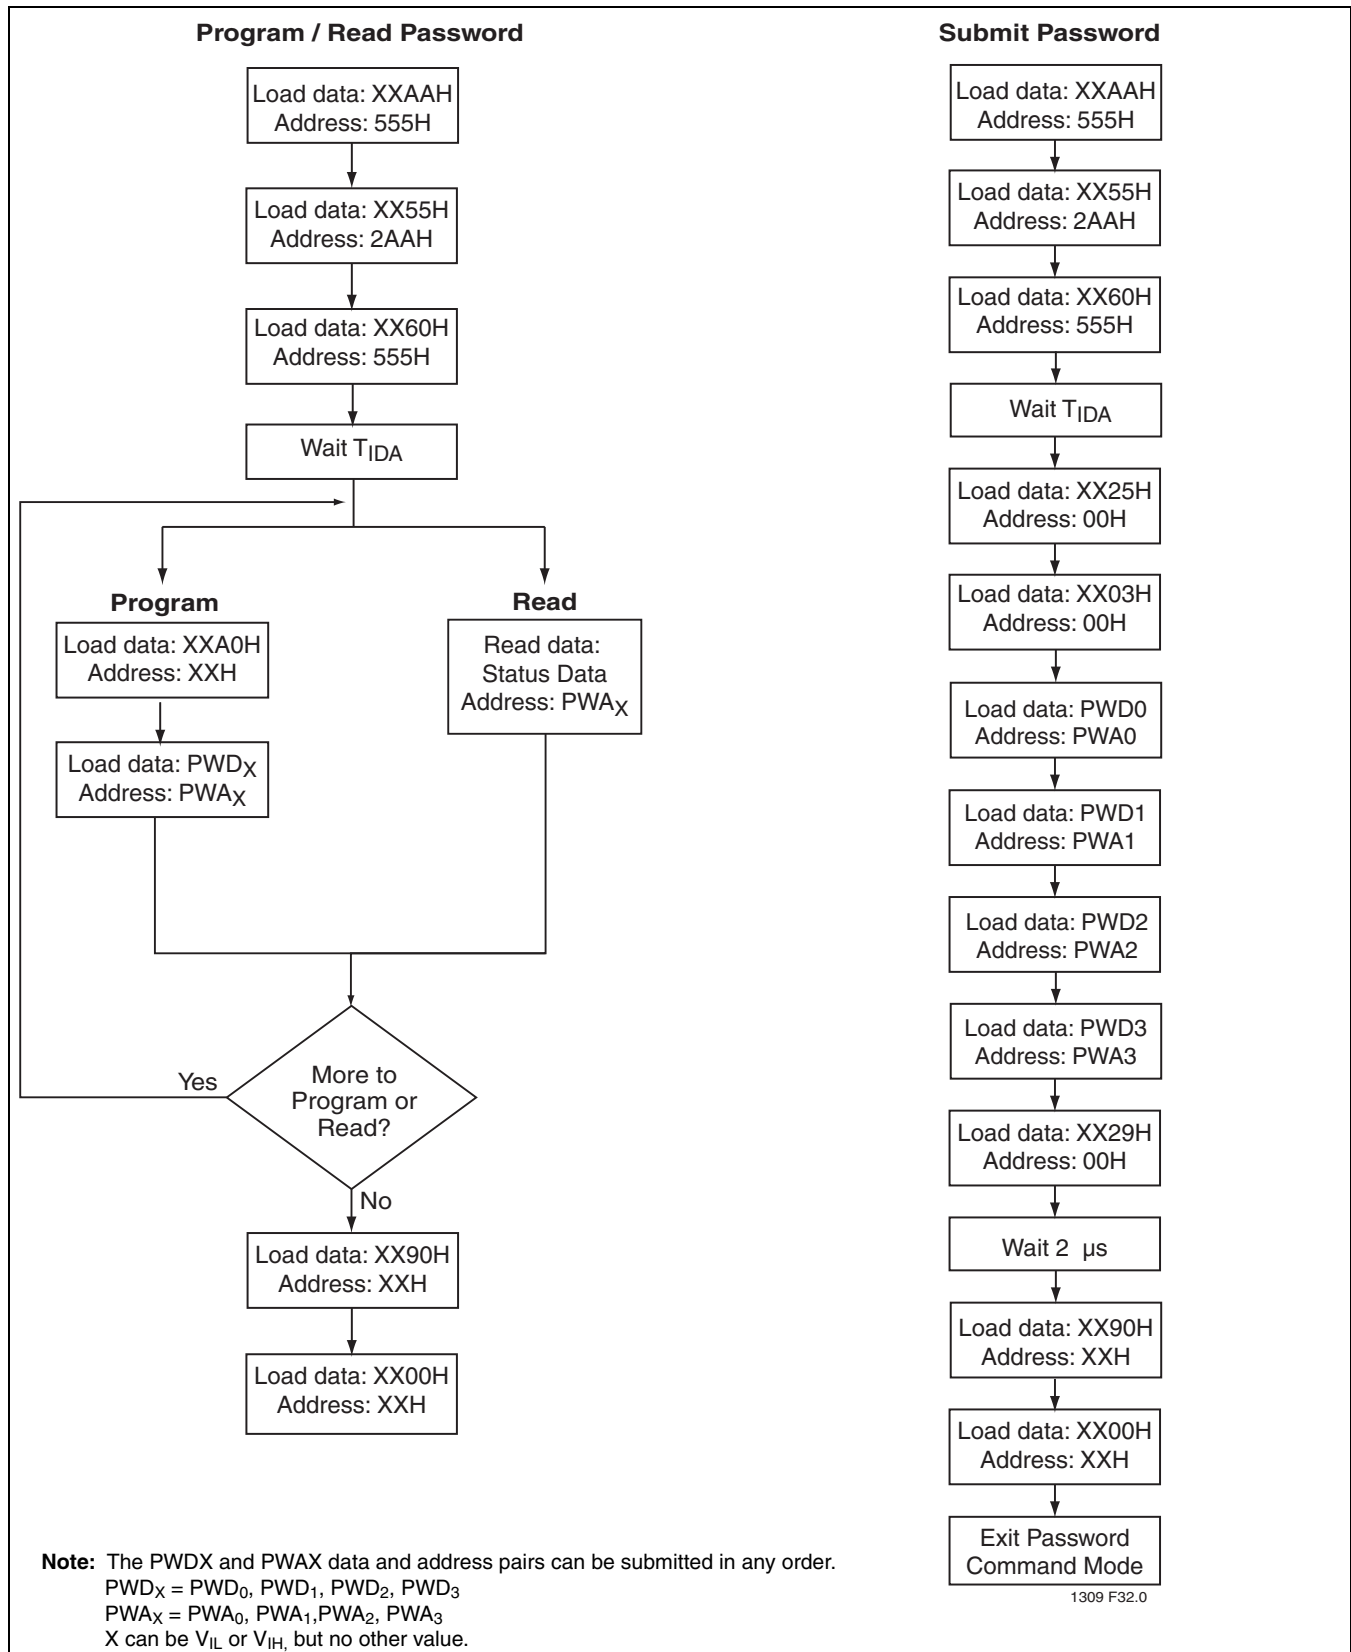 Program / Read Password
Load data: XXAAH
Address: 555H
Load data: XX55H
Address: 2AAH
Load data: XX60H
Address: 555H
Wait TIDA
Program
Load data: XXA0H
Address: XXH
Load data: PWDX
Address: PWAX
Read
Read data:
Status Data
Address: PWAX
More to
Program or
Read?
Yes
No
Load data: XX90H
Address: XXH
Load data: XX00H
Address: XXH
Submit Password
Load data: XXAAH
Address: 555H
Load data: XX55H
Address: 2AAH
Load data: XX60H
Address: 555H
Wait TIDA
Load data: XX25H
Address: 00H
Load data: XX03H
Address: 00H
Load data: PWD0
Address: PWA0
Load data: PWD1
Address: PWA1
Load data: PWD2
Address: PWA2
Load data: PWD3
Address: PWA3
Load data: XX29H
Address: 00H
Wait 2 µs
Load data: XX90H
Address: XXH
Load data: XX00H
Address: XXH
Exit Password
Command Mode
1309 F32.0
Note: The PWDX and PWAX data and address pairs can be submitted in any order.
PWDX = PWD0, PWD1, PWD2, PWD3
PWAX = PWA0, PWA1,PWA2, PWA3
X can be VIL or VIH, but no other value.